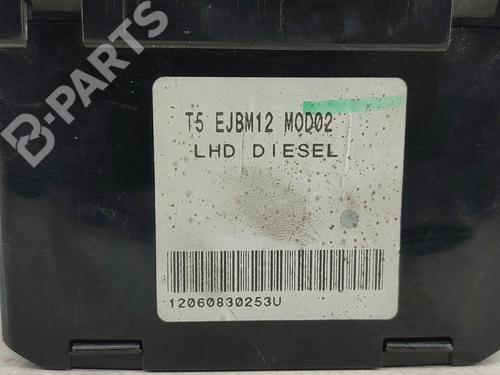 B-PARTS
T5 EJBM12 MOD02
LHD DIESEL
12060830253U